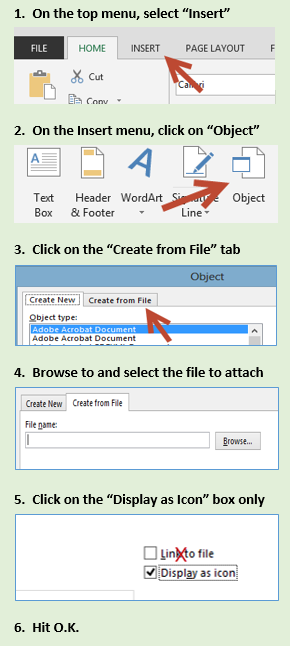 1. On the top menu, select “Insert”
FILE HOME INSERT PAGE LAYOUT F
Cut
Copy
Calibri
2. On the Insert menu, click on “Object”
Text Box
Header & Footer
WordArt
Signature Line
Object
3. Click on the “Create from File” tab
Object
Create New Create from File
Object type:
Adobe Acrobat Document
Adobe Acrobat Document
4. Browse to and select the file to attach
Create New Create from File
File name:
Browse...
5. Click on the “Display as Icon” box only
Link to file
Display as icon
6. Hit O.K.